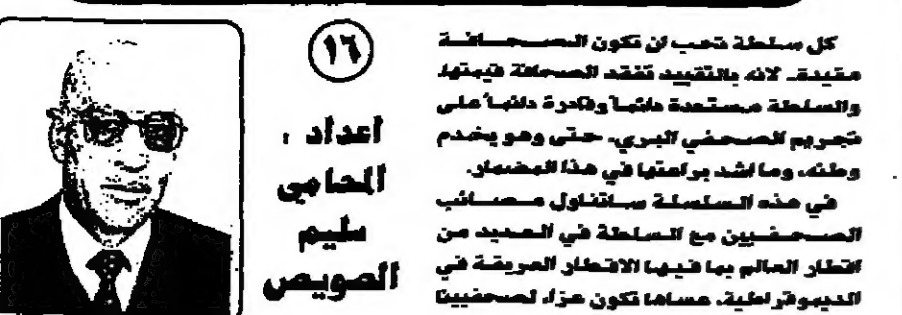 كل سلطة تحب ان تكون الصحافة
مقيدة. لانه بالتقييد تفقد الصحافة قيمتها.
والسلطة مستعدة دائماً وقادرة دائماً على
تجريم الصحفي البري، حتى وهو يخدم
وطنه، وما اشد براعتها في هذا المضمار.
في هذه السلسلة ساتناول مصائب
الصحفيين مع السلطة في العديد من
اقطار العالم بما فيها الاقطار العريقة في
الديموقراطية. عساها تكون عزاء لصحفيينا
١٦
اعداد :
المحامي
سليم
الصويص